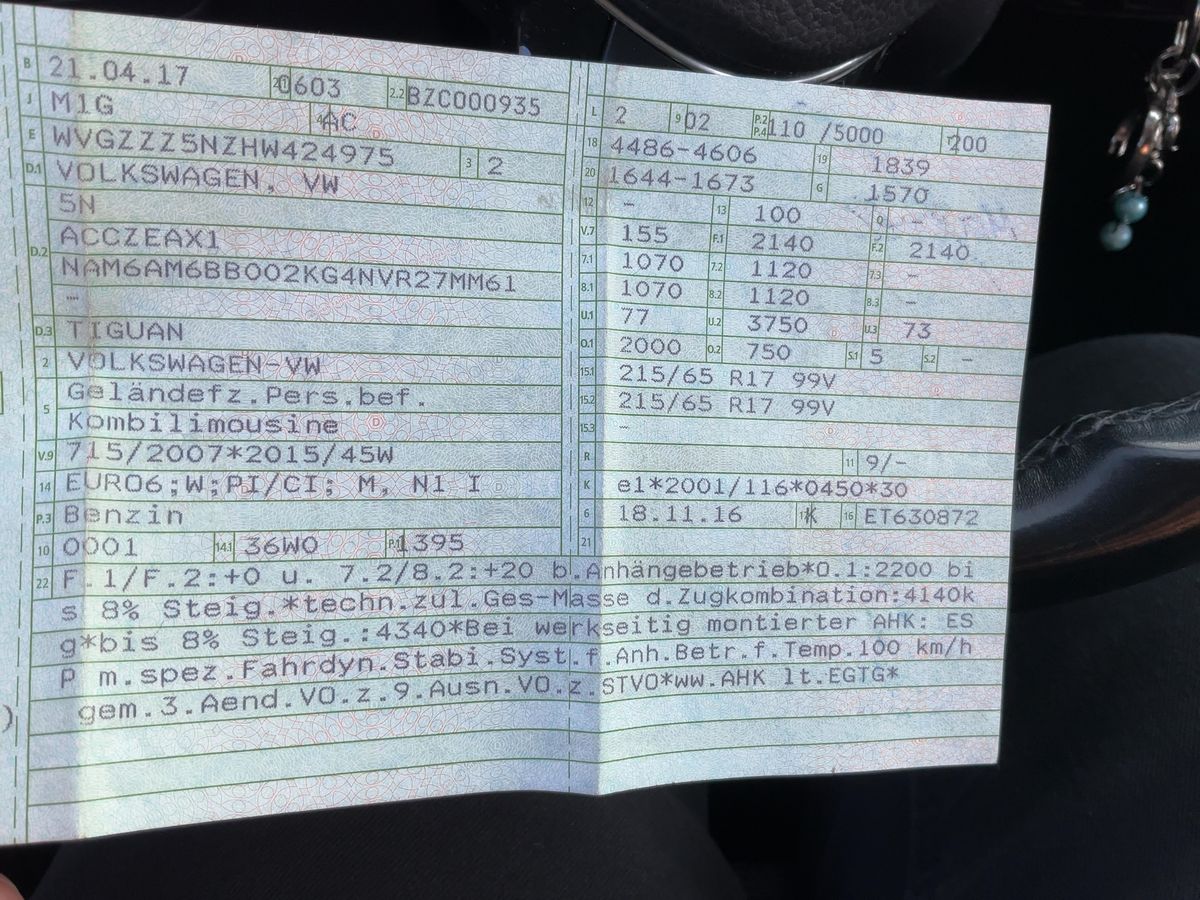 B 21.04.17 2.1 0603 2.2 BZC000935
J M1G 4 AC
E WVGZZZ5NZHW424975 3 2
D.1 VOLKSWAGEN, VW
5N
D.2 ACCZEAX1
NAM6AM6BB002KG4NVR27MM61
—
D.3 TIGUAN
2 VOLKSWAGEN-VW
5 Geländefz.Pers.bef.
Kombilimousine
V.9 715/2007*2015/45W
14 EURO6;W;PI/CI; M, N1 I
P.3 Benzin
10 0001 14.1 36W0 P.1 1395
L 2 9 02 P.2 P.4 110 /5000 T 200
18 4486-4606 19 1839
20 1644-1673 G 1570
12 - 13 100 Q -
V.7 155 F.1 2140 F.2 2140
7.1 1070 7.2 1120 7.3 -
8.1 1070 8.2 1120 8.3 -
U.1 77 U.2 3750 U.3 73
O.1 2000 O.2 750 S.1 5 S.2 -
15.1 215/65 R17 99V
15.2 215/65 R17 99V
15.3 -
R 11 9/-
K e1*2001/116*0450*30
6 18.11.16 17 K 16 ET630872
21
22 F.1/F.2:+0 u. 7.2/8.2:+20 b.Anhängebetrieb*O.1:2200 bi
s 8% Steig.*techn.zul.Ges-Masse d.Zugkombination:4140k
g*bis 8% Steig.:4340*Bei werkseitig montierter AHK: ES
P m.spez.Fahrdyn.Stabi.Syst.f.Anh.Betr.f.Temp.100 km/h
gem.3.Aend.VO.z.9.Ausn.VO.z.STVO*ww.AHK lt.EGTG*
)